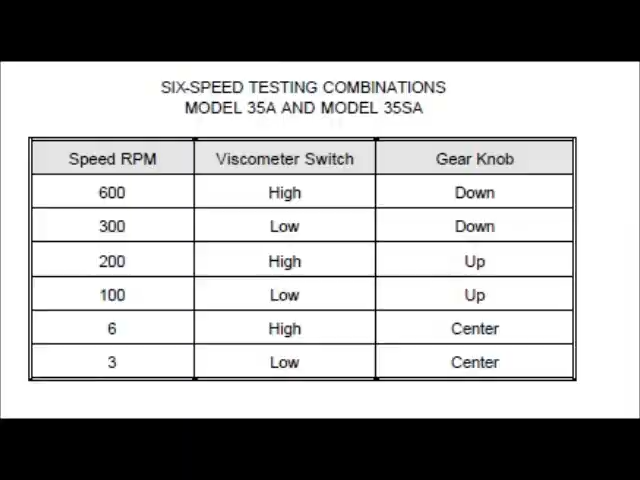 SIX-SPEED TESTING COMBINATIONS
MODEL 35A AND MODEL 35SA
Speed RPM Viscometer Switch Gear Knob
600 High Down
300 Low Down
200 High Up
100 Low Up
6 High Center
3 Low Center